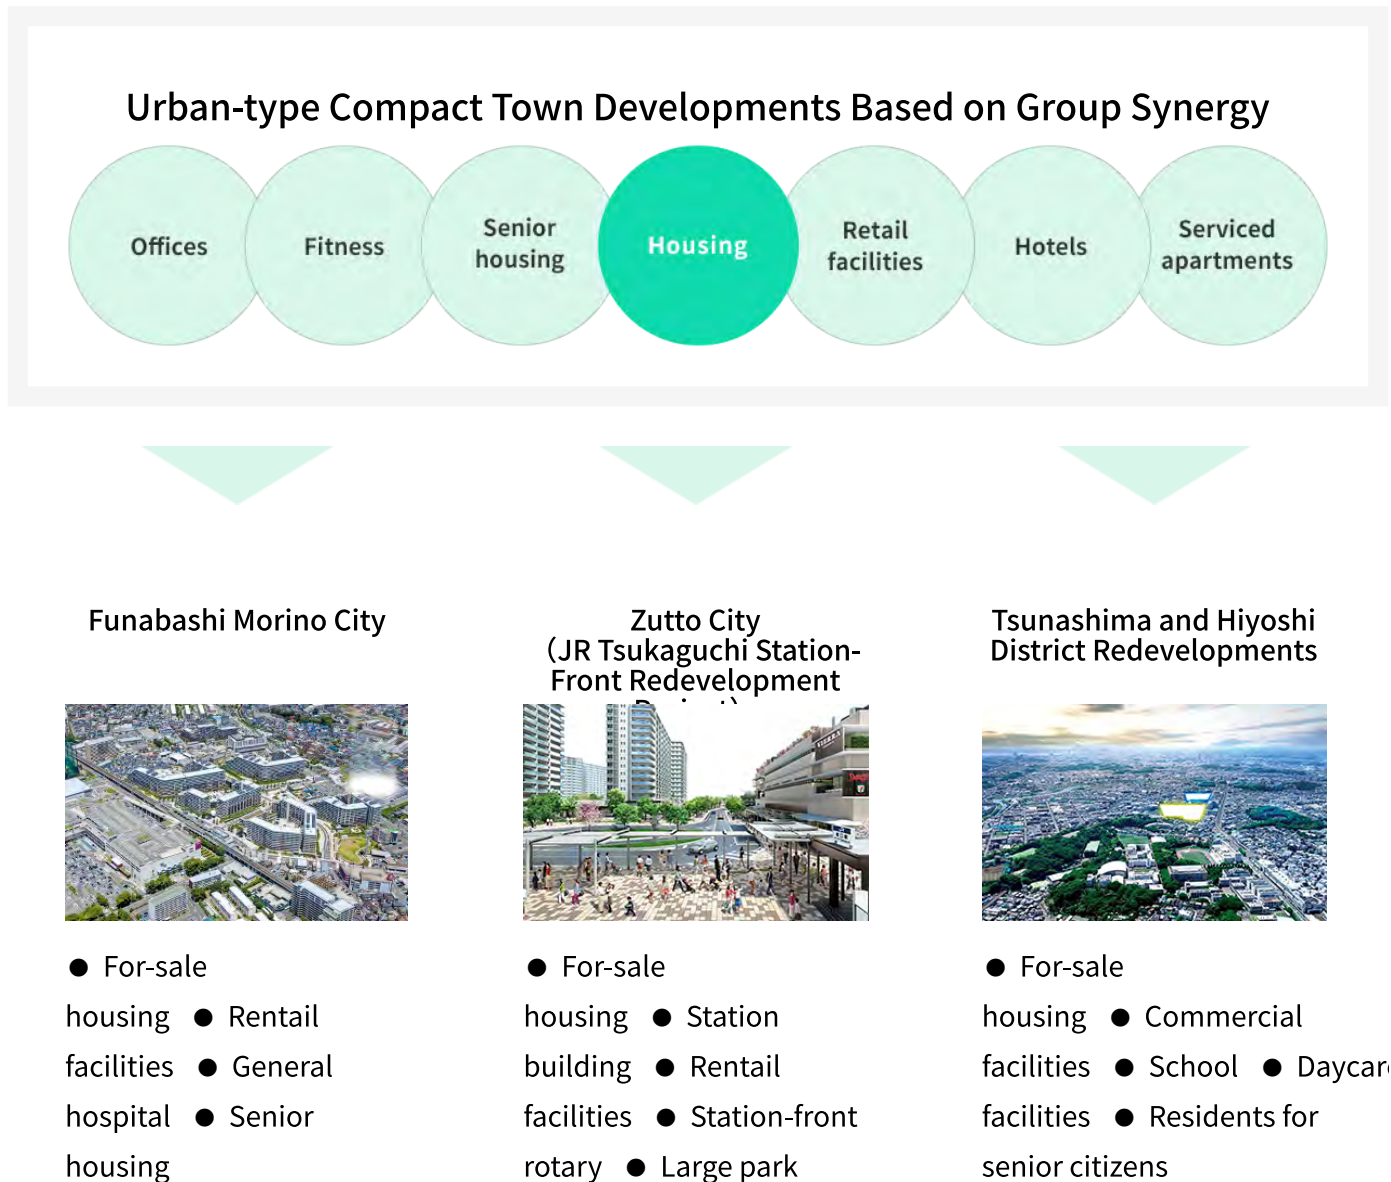 Urban-type Compact Town Developments Based on Group Synergy
Offices
Fitness
Senior
housing
Housing
Retail
facilities
Hotels
Serviced
apartments
Funabashi Morino City
Zutto City
（JR Tsukaguchi Station-
Front Redevelopment
Project）
Tsunashima and Hiyoshi
District Redevelopments
● For-sale
housing ● Rentail
facilities ● General
hospital ● Senior
housing
● For-sale
housing ● Station
building ● Rentail
facilities ● Station-front
rotary ● Large park
● For-sale
housing ● Commercial
facilities ● School ● Daycare
facilities ● Residents for
senior citizens